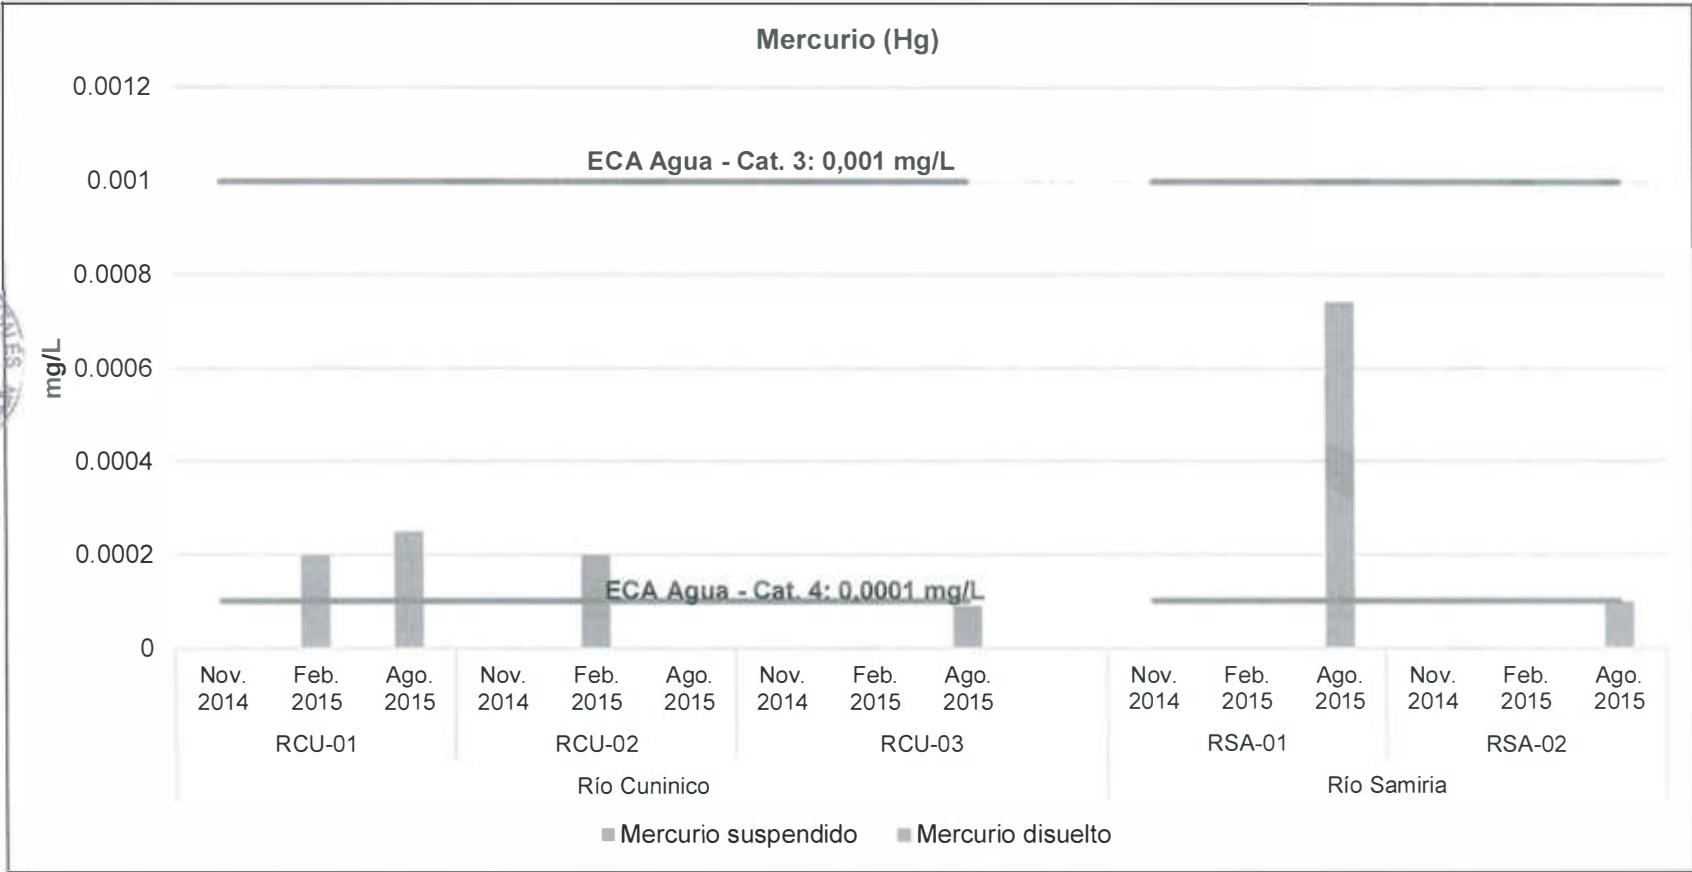 Mercurio (Hg)
0.0012
ECA Agua - Cat. 3: 0,001 mg/L
0.001
0.0008
mg/L
0.0006
0.0004
0.0002
ECA Agua - Cat. 4: 0,0001 mg/L
0
Nov. Feb. Ago. Nov. Feb. Ago. Nov. Feb. Ago. Nov. Feb. Ago. Nov. Feb. Ago.
2014 2015 2015 2014 2015 2015 2014 2015 2015 2014 2015 2015 2014 2015 2015
RCU-01 RCU-02 RCU-03 RSA-01 RSA-02
Río Cuninico Río Samiria
Mercurio suspendido Mercurio disuelto